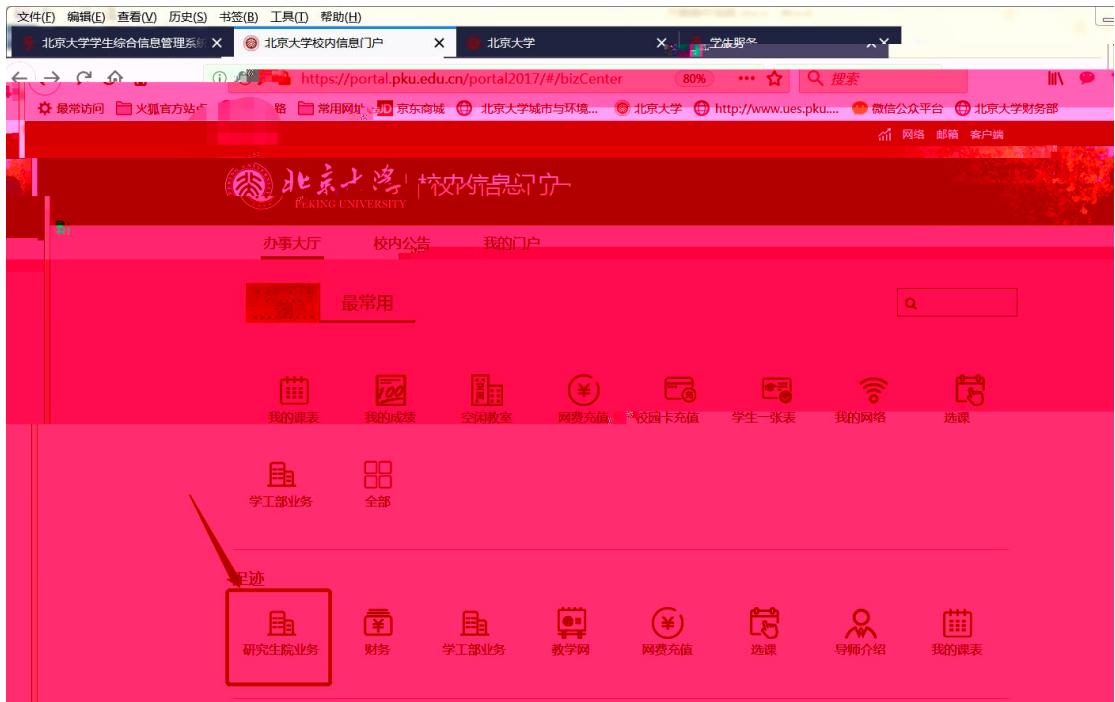 文件(F) 编辑(E) 查看(V) 历史(S) 书签(B) 工具(T) 帮助(H)
北京大学学生综合信息管理系统 北京大学校内信息门户 北京大学
https://portal.pku.edu.cn/portal2017/#/bizCenter 80% 搜索
最常访问 火狐官方站点 常用网址 JD 京东商城 北京大学城市与环境... 北京大学 http://www.ues.pku.... 微信公众平台 北京大学财务部
网络 邮箱 客户端
北京大学 校内信息门户
PEKING UNIVERSITY
办事大厅 校内公告 我的门户
最常用
100
我的课表 我的成绩 空闲教室 网费充值 校园卡充值 学生一张表 我的网络 选课
学工部业务 全部
足迹
研究生院业务 财务 学工部业务 教学网 网费充值 选课 导师介绍 我的课表